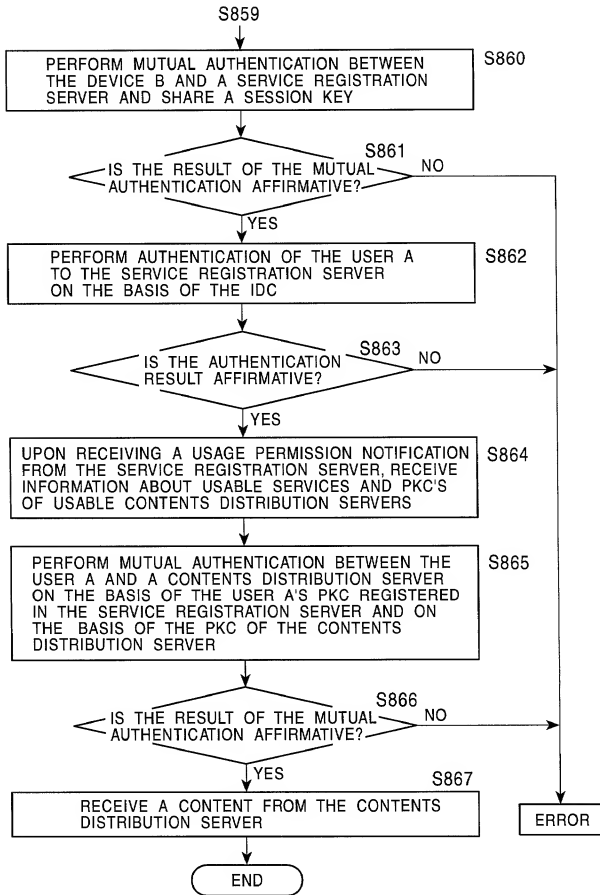 S859
PERFORM MUTUAL AUTHENTICATION BETWEEN
THE DEVICE B AND A SERVICE REGISTRATION
SERVER AND SHARE A SESSION KEY
S860
S861
IS THE RESULT OF THE MUTUAL
AUTHENTICATION AFFIRMATIVE?
NO
YES
PERFORM AUTHENTICATION OF THE USER A
TO THE SERVICE REGISTRATION SERVER
ON THE BASIS OF THE IDC
S862
S863
IS THE AUTHENTICATION
RESULT AFFIRMATIVE?
NO
YES
UPON RECEIVING A USAGE PERMISSION NOTIFICATION
FROM THE SERVICE REGISTRATION SERVER, RECEIVE
INFORMATION ABOUT USABLE SERVICES AND PKC'S
OF USABLE CONTENTS DISTRIBUTION SERVERS
S864
PERFORM MUTUAL AUTHENTICATION BETWEEN THE
USER A AND A CONTENTS DISTRIBUTION SERVER
ON THE BASIS OF THE USER A'S PKC REGISTERED
IN THE SERVICE REGISTRATION SERVER AND ON
THE BASIS OF THE PKC OF THE CONTENTS
DISTRIBUTION SERVER
S865
S866
IS THE RESULT OF THE MUTUAL
AUTHENTICATION AFFIRMATIVE?
NO
YES
S867
RECEIVE A CONTENT FROM THE CONTENTS
DISTRIBUTION SERVER
ERROR
END